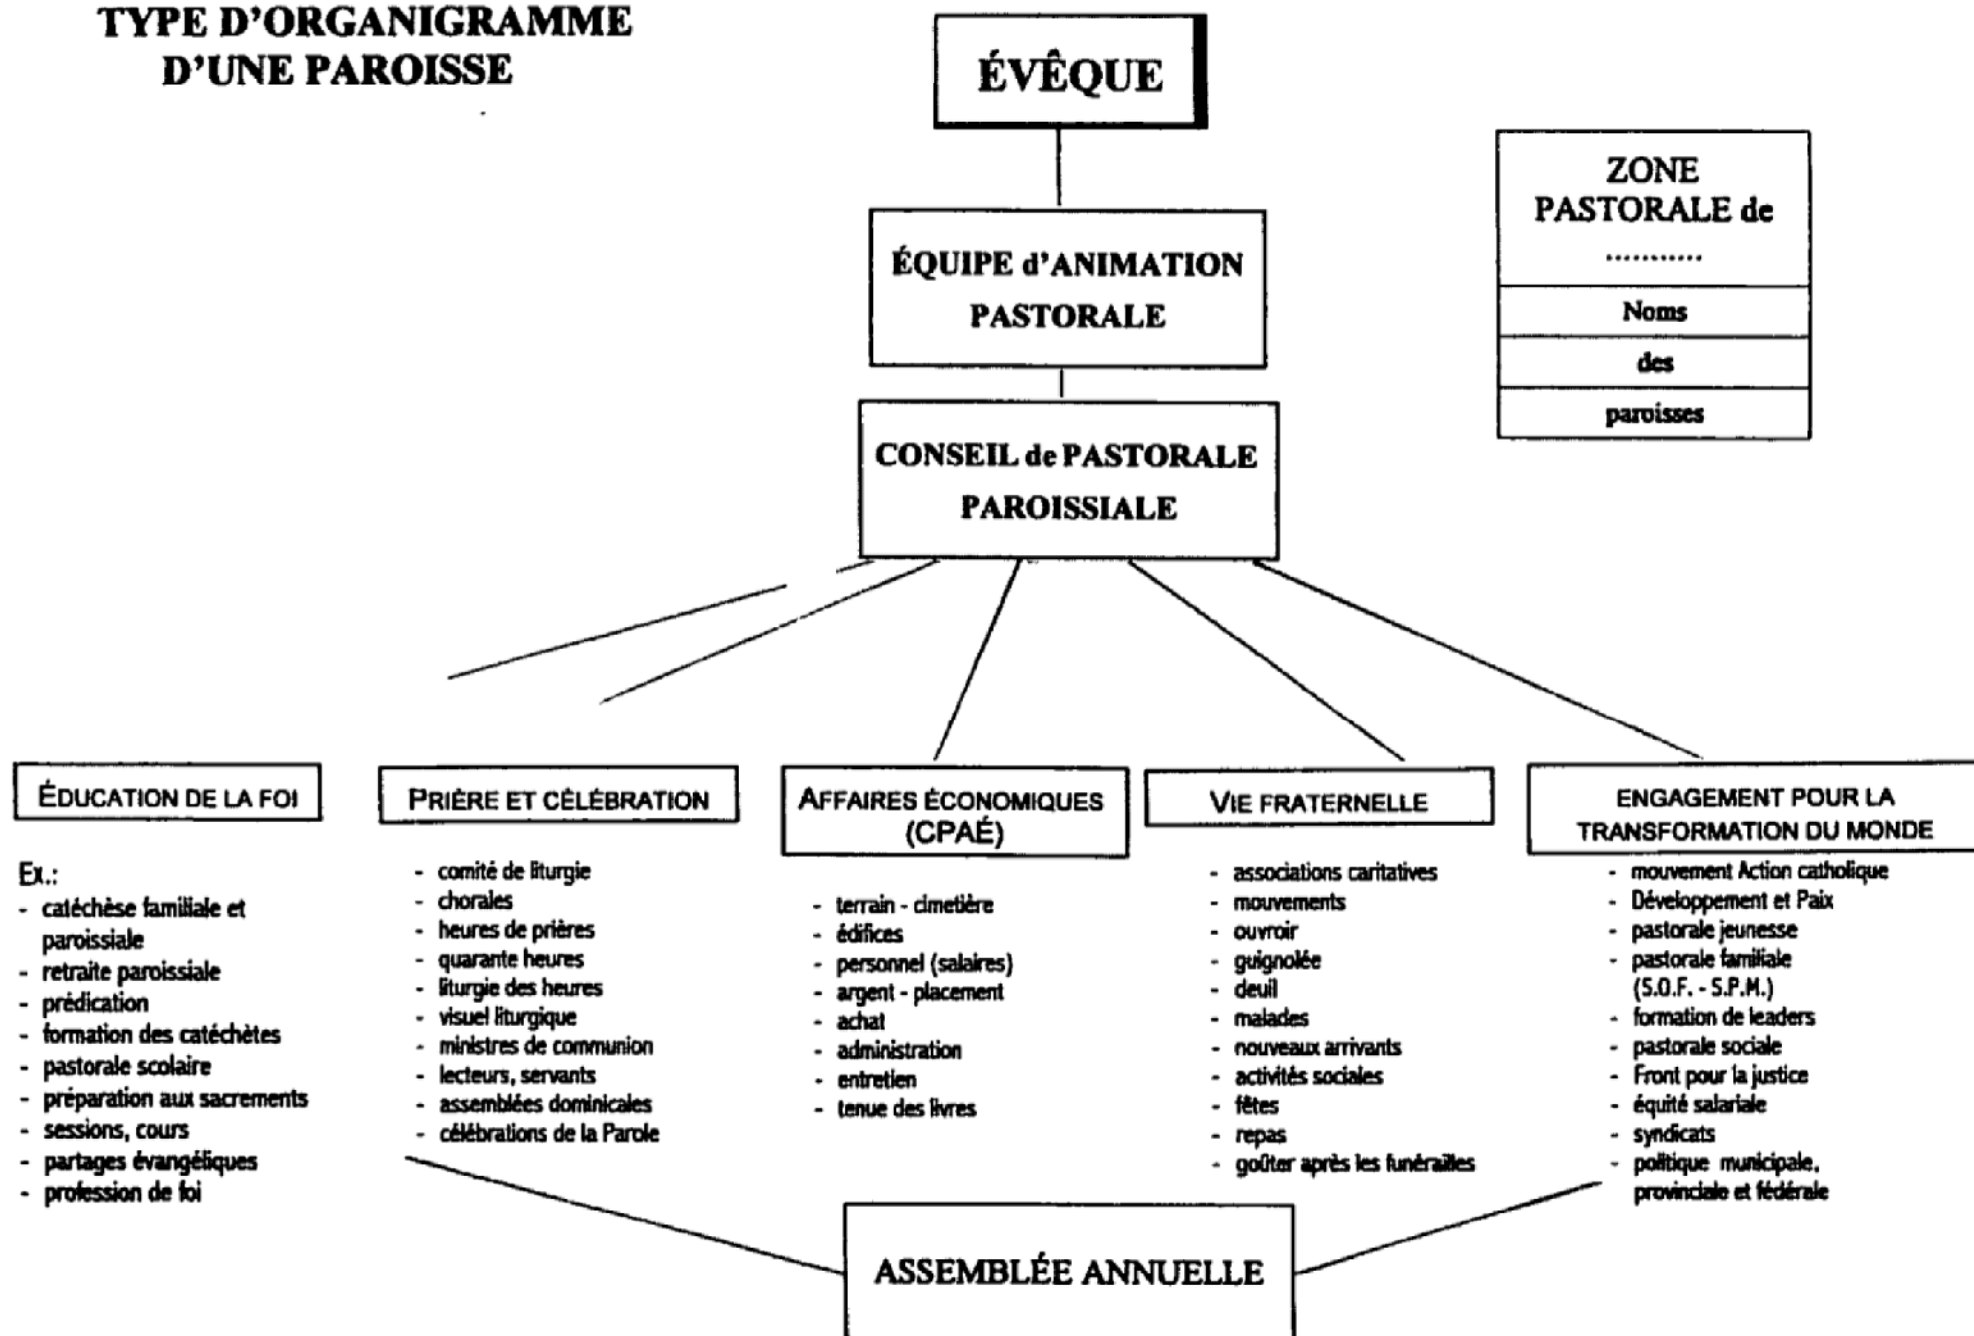 TYPE D'ORGANIGRAMME
D'UNE PAROISSE
ÉVÊQUE
ZONE
PASTORALE de
...........
Noms
des
paroisses
ÉQUIPE d'ANIMATION
PASTORALE
CONSEIL de PASTORALE
PAROISSIALE
ÉDUCATION DE LA FOI
Ex.:
- catéchèse familiale et
paroissiale
- retraite paroissiale
- prédication
- formation des catéchètes
- pastorale scolaire
- préparation aux sacrements
- sessions, cours
- partages évangéliques
- profession de foi
PRIÈRE ET CÉLÉBRATION
- comité de liturgie
- chorales
- heures de prières
- quarante heures
- liturgie des heures
- visuel liturgique
- ministres de communion
- lecteurs, servants
- assemblées dominicales
- célébrations de la Parole
AFFAIRES ÉCONOMIQUES
(CPAÉ)
- terrain - cimetière
- édifices
- personnel (salaires)
- argent - placement
- achat
- administration
- entretien
- tenue des livres
VIE FRATERNELLE
- associations caritatives
- mouvements
- ouvroir
- guignolée
- deuil
- malades
- nouveaux arrivants
- activités sociales
- fêtes
- repas
- goûter après les funérailles
ENGAGEMENT POUR LA
TRANSFORMATION DU MONDE
- mouvement Action catholique
- Développement et Paix
- pastorale jeunesse
- pastorale familiale
(S.O.F. - S.P.M.)
- formation de leaders
- pastorale sociale
- Front pour la justice
- équité salariale
- syndicats
- politique municipale,
provinciale et fédérale
ASSEMBLÉE ANNUELLE